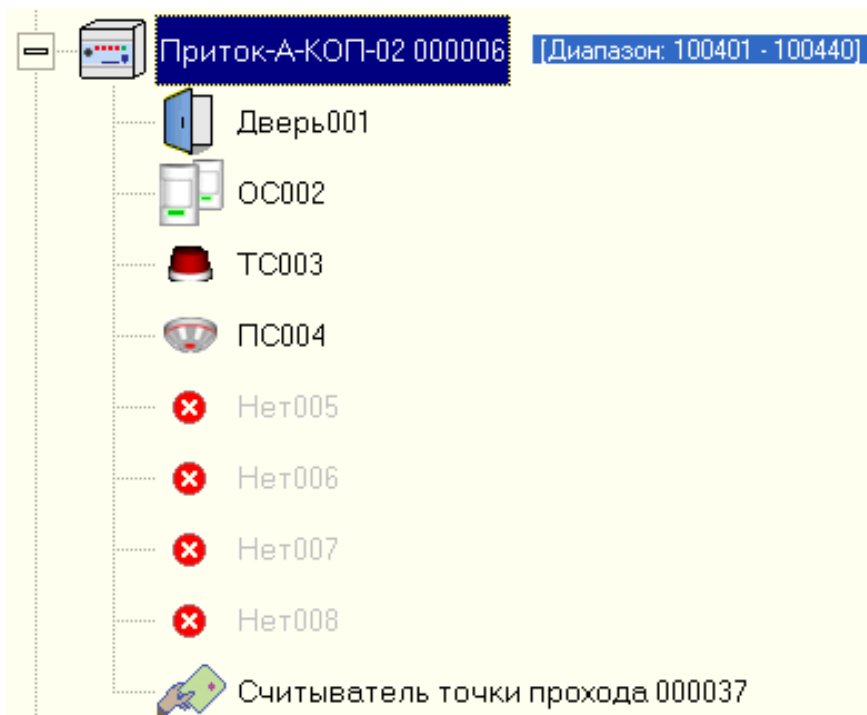 Приток-А-КОП-02 000006 [Диапазон: 100401 - 100440]
Дверь001
ОС002
ТС003
ПС004
Нет005
Нет006
Нет007
Нет008
Считыватель точки прохода 000037